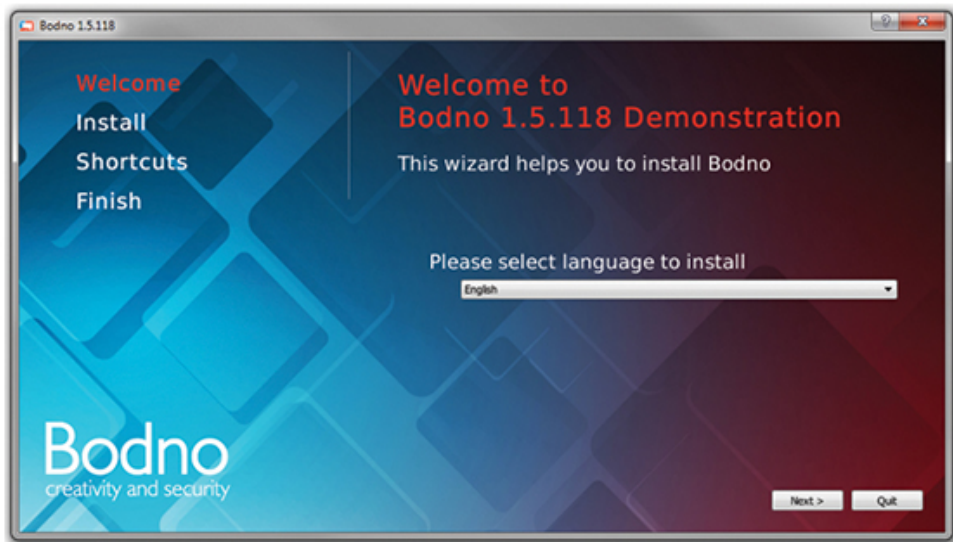 Bodno 1.5.118
Welcome
Install
Shortcuts
Finish
Welcome to
Bodno 1.5.118 Demonstration
This wizard helps you to install Bodno
Please select language to install
English
Bodno
creativity and security
Next >
Quit